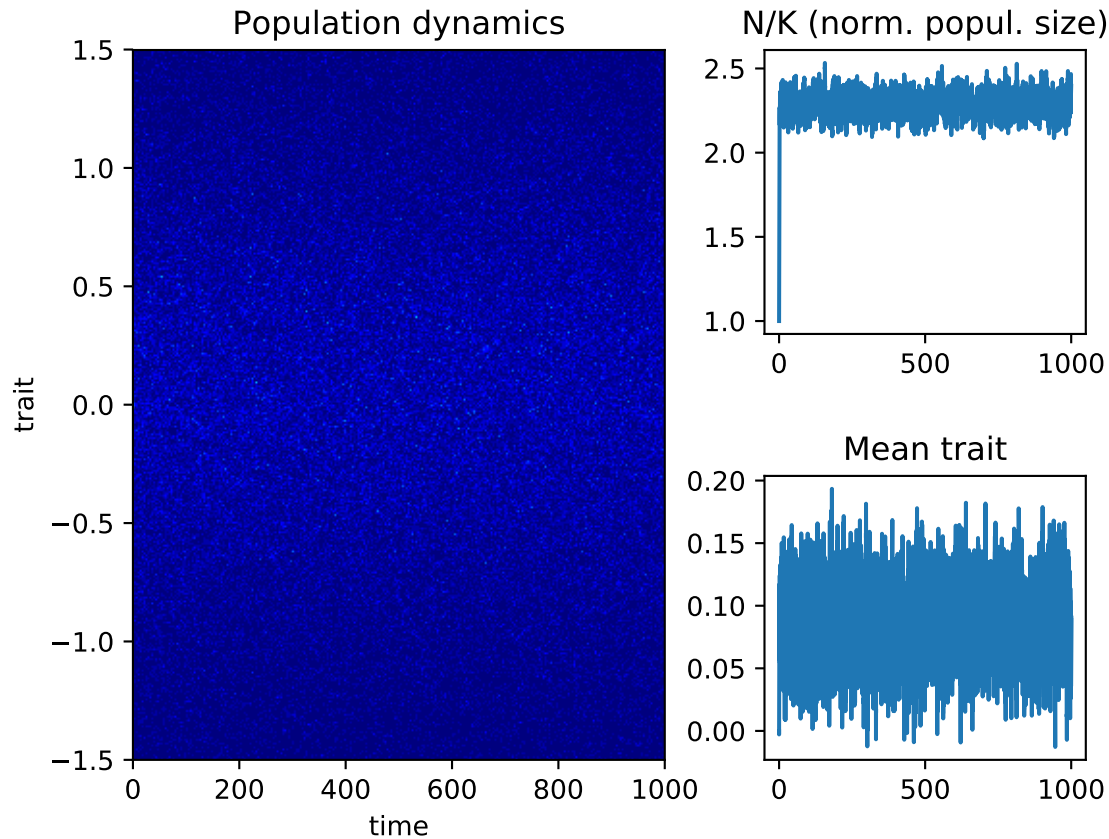 Population dynamics
1.5
1.0
0.5
0.0
−0.5
−1.0
−1.5
trait
0 200 400 600 800 1000
time
N/K (norm. popul. size)
2.5
2.0
1.5
1.0
0 500 1000
Mean trait
0.20
0.15
0.10
0.05
0.00
0 500 1000